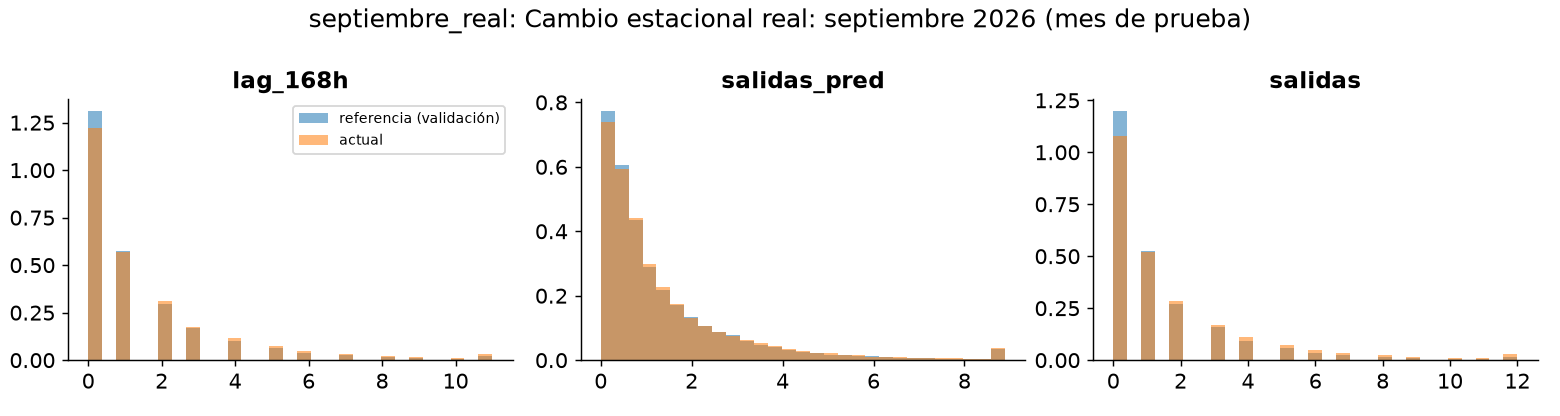 septiembre_real: Cambio estacional real: septiembre 2026 (mes de prueba)
lag_168h
salidas_pred
salidas
referencia (validación)
actual
1.25
1.00
0.75
0.50
0.25
0.00
0 2 4 6 8 10
0.8
0.6
0.4
0.2
0.0
0 2 4 6 8
1.25
1.00
0.75
0.50
0.25
0.00
0 2 4 6 8 10 12